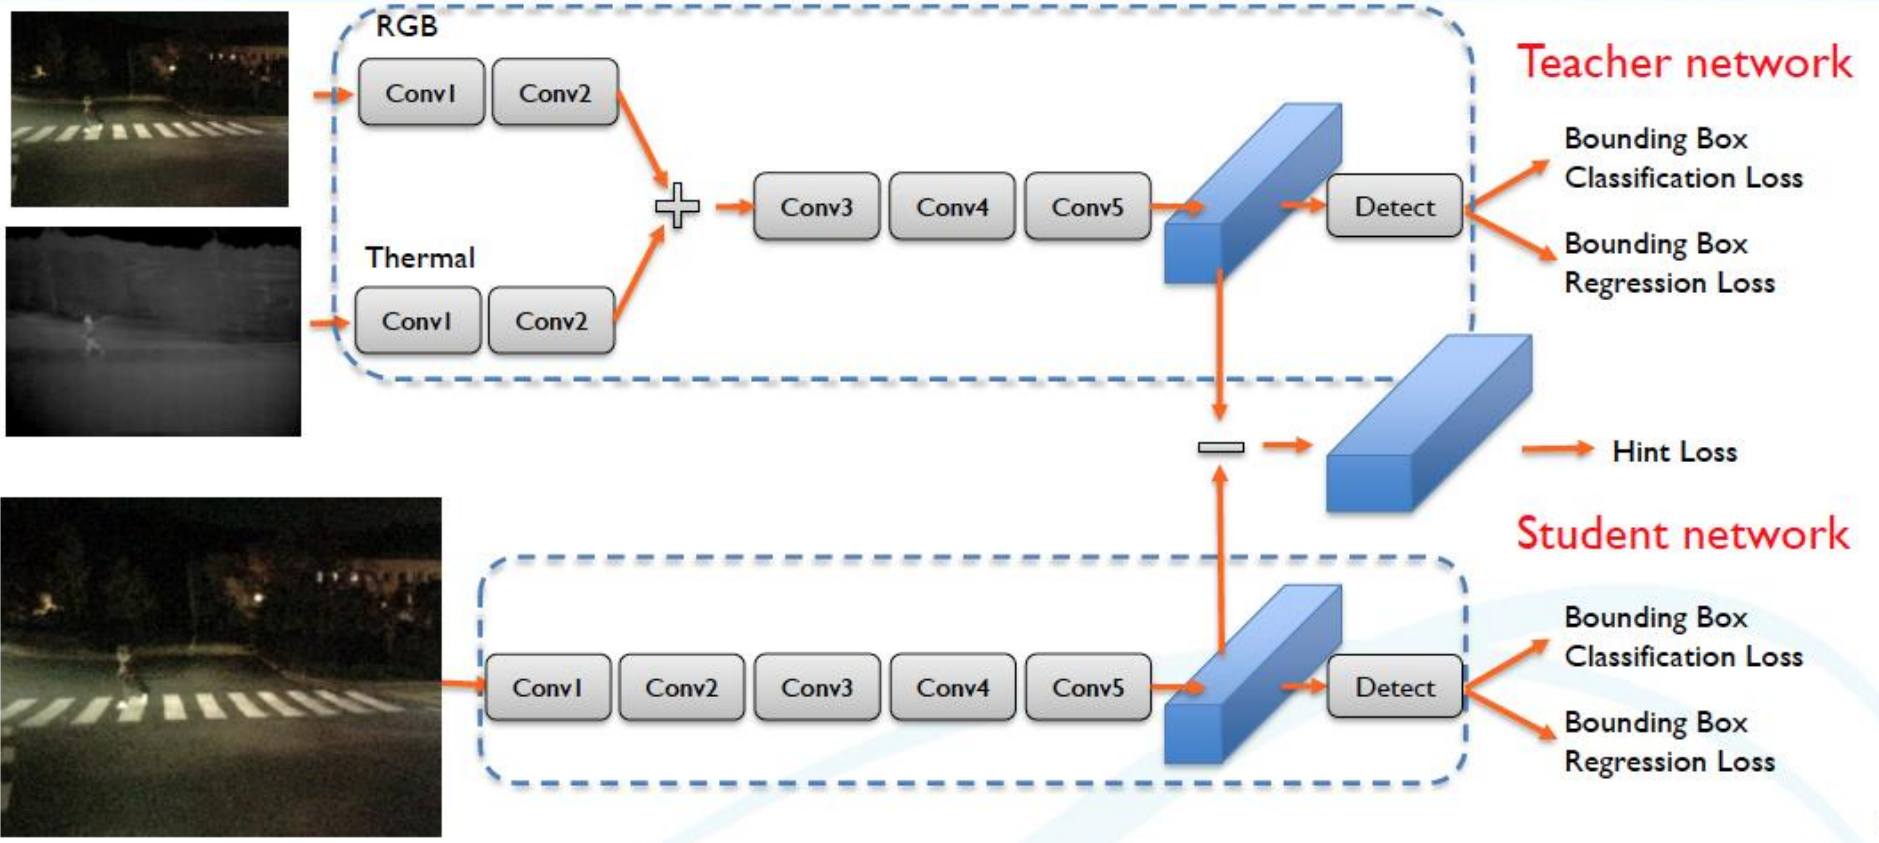 RGB
Conv1
Conv2
Thermal
Conv1
Conv2
Conv3
Conv4
Conv5
Detect
Teacher network
Bounding Box
Classification Loss
Bounding Box
Regression Loss
Hint Loss
Student network
Conv1
Conv2
Conv3
Conv4
Conv5
Detect
Bounding Box
Classification Loss
Bounding Box
Regression Loss